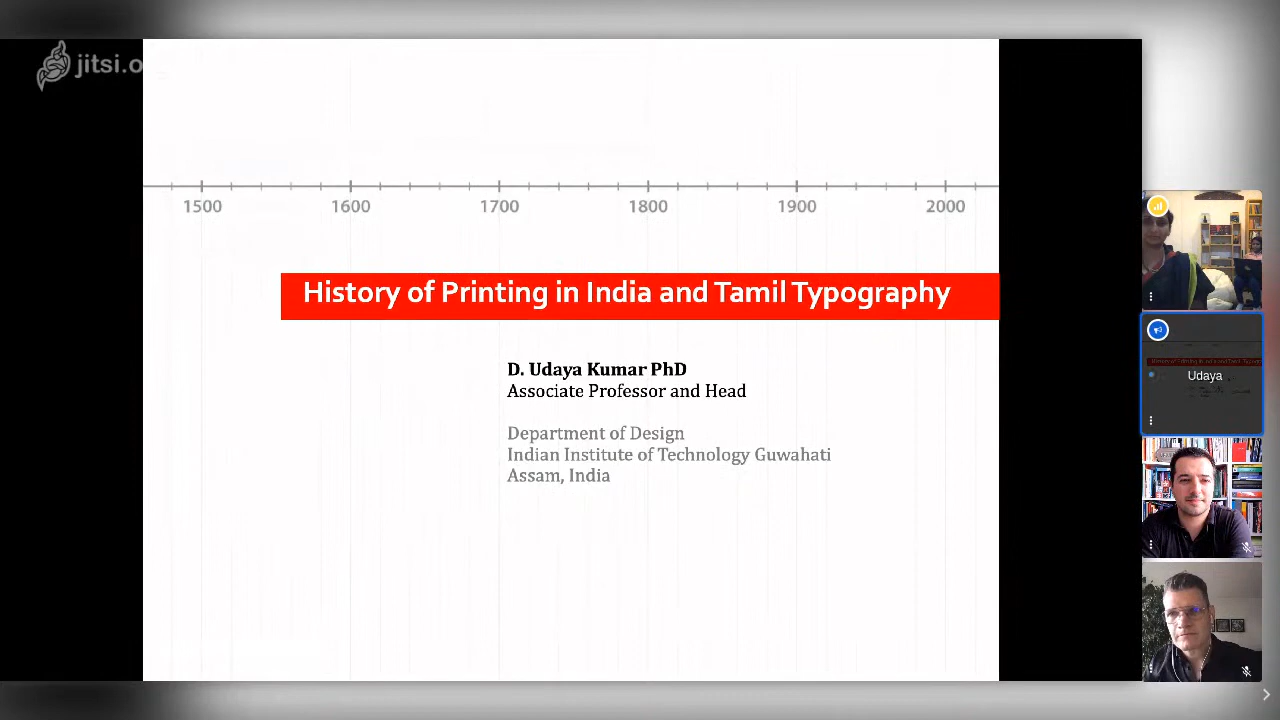 jitsi.o
1500 1600 1700 1800 1900 2000
History of Printing in India and Tamil Typography
D. Udaya Kumar PhD
Associate Professor and Head
Department of Design
Indian Institute of Technology Guwahati
Assam, India
Udaya